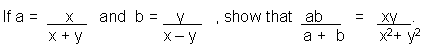 If a = x/(x + y) and b = y/(x – y), show that ab/(a + b) = xy/(x² + y²).